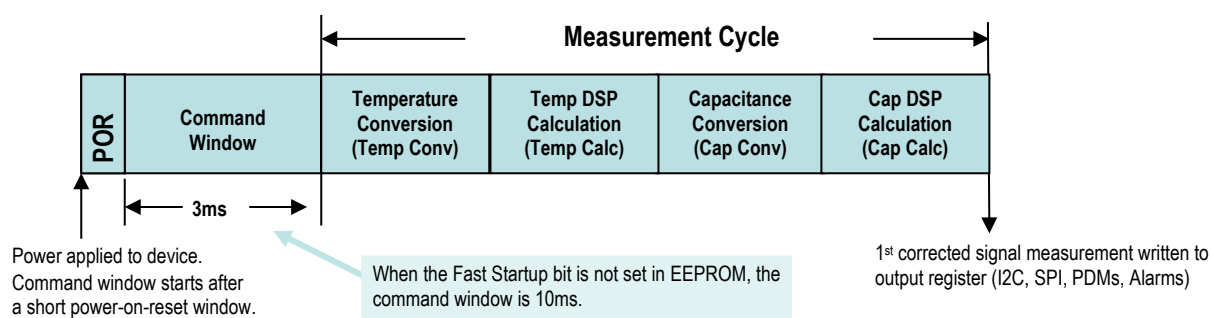 Measurement Cycle
POR
Command
Window
Temperature
Conversion
(Temp Conv)
Temp DSP
Calculation
(Temp Calc)
Capacitance
Conversion
(Cap Conv)
Cap DSP
Calculation
(Cap Calc)
3ms
Power applied to device.
Command window starts after
a short power-on-reset window.
When the Fast Startup bit is not set in EEPROM, the
command window is 10ms.
1st corrected signal measurement written to
output register (I2C, SPI, PDMs, Alarms)